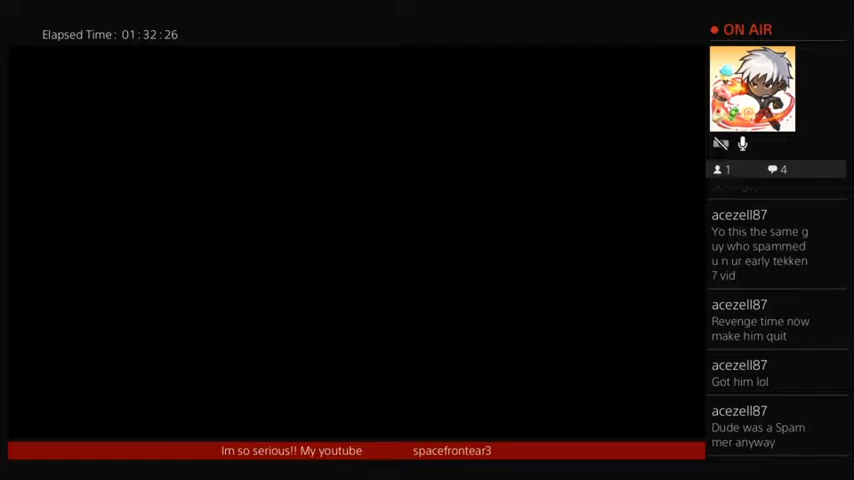 Elapsed Time: 01:32:26
ON AIR
1 4
acezell87
Yo this the same g
uy who spammed
u n ur early tekken
7 vid
acezell87
Revenge time now
make him quit
acezell87
Got him lol
acezell87
Dude was a Spam
mer anyway
Im so serious!! My youtube spacefrontear3